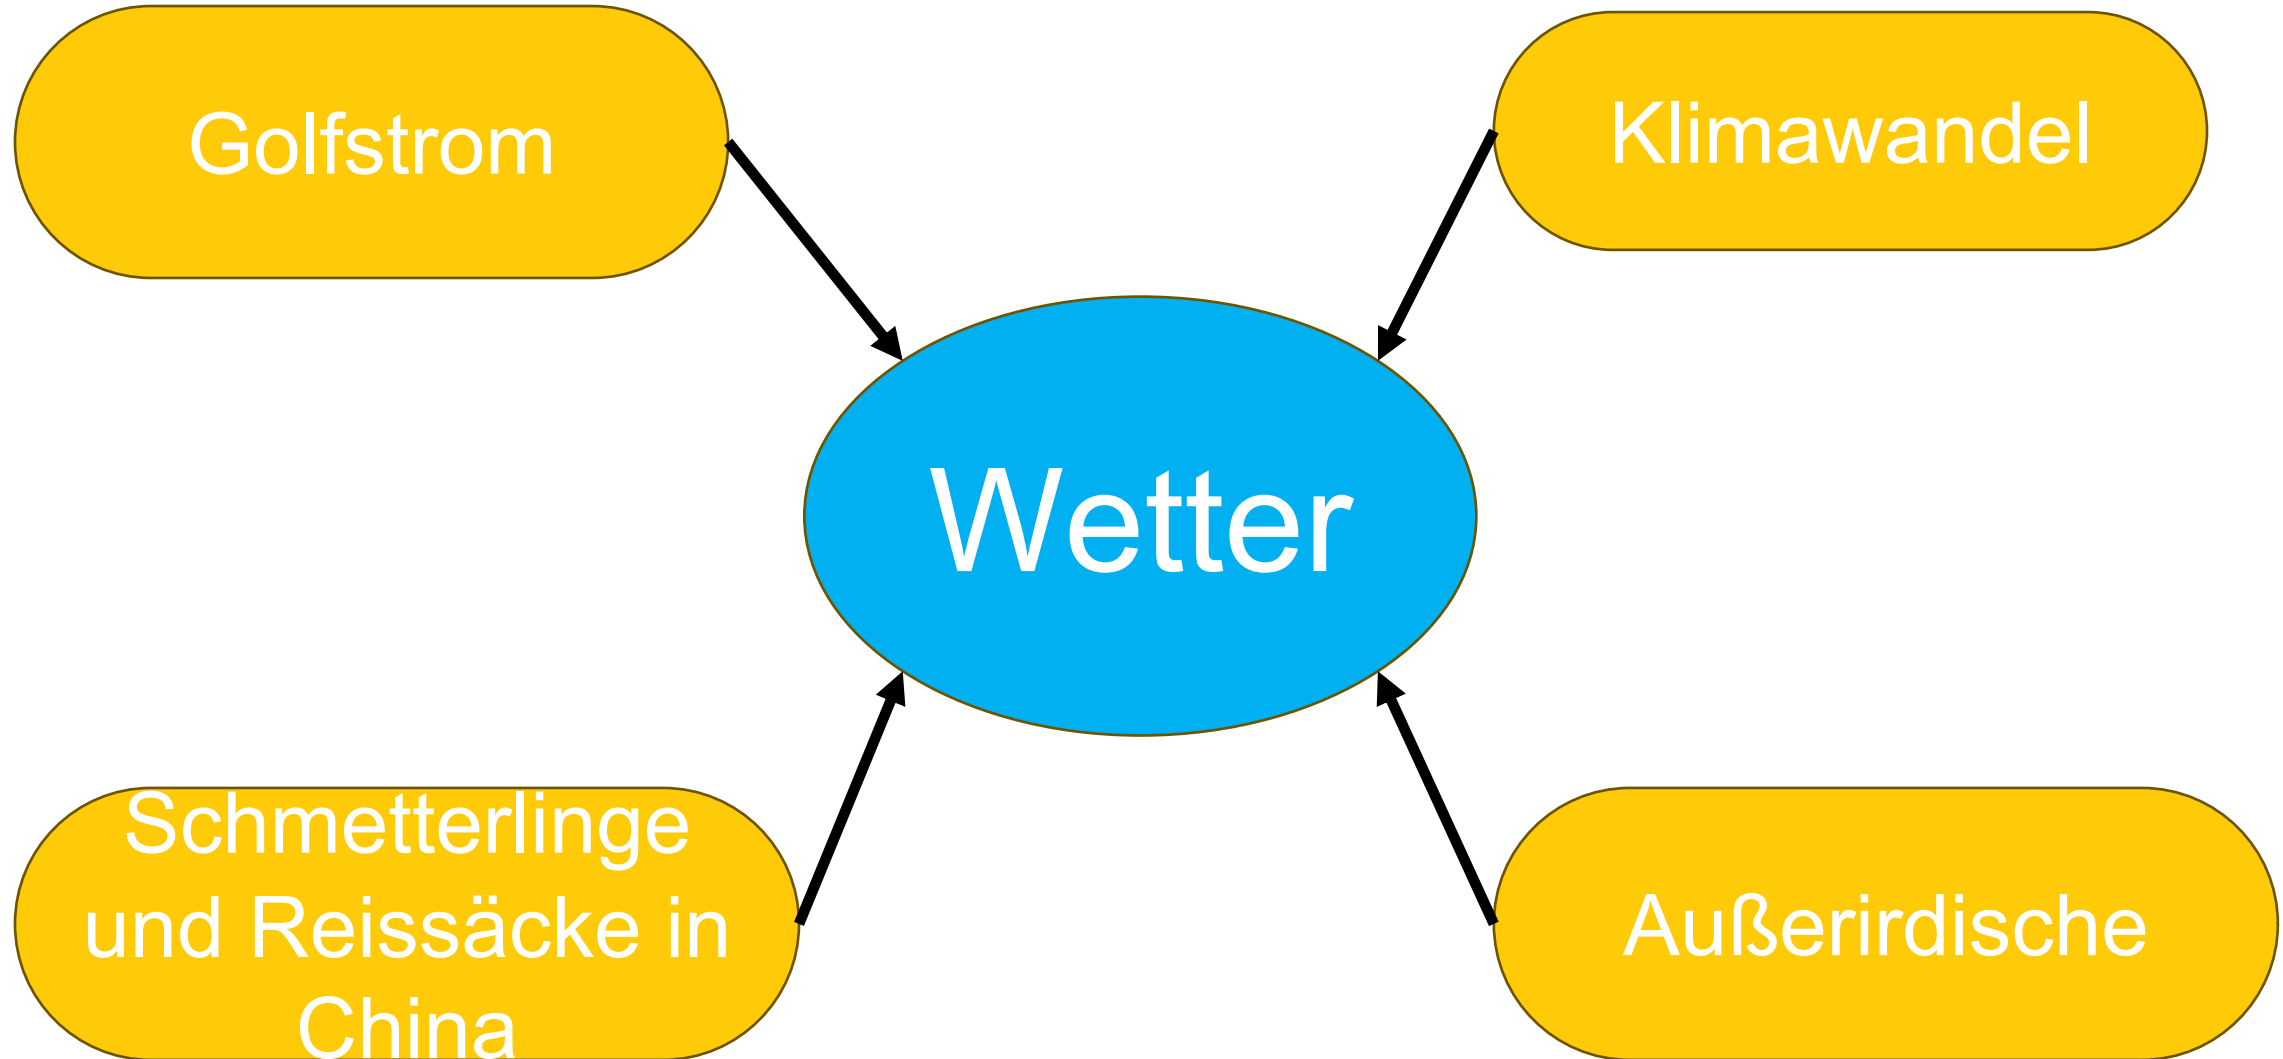 Golfstrom
Klimawandel
Wetter
Schmetterlinge
und Reissäcke in
China
Außerirdische